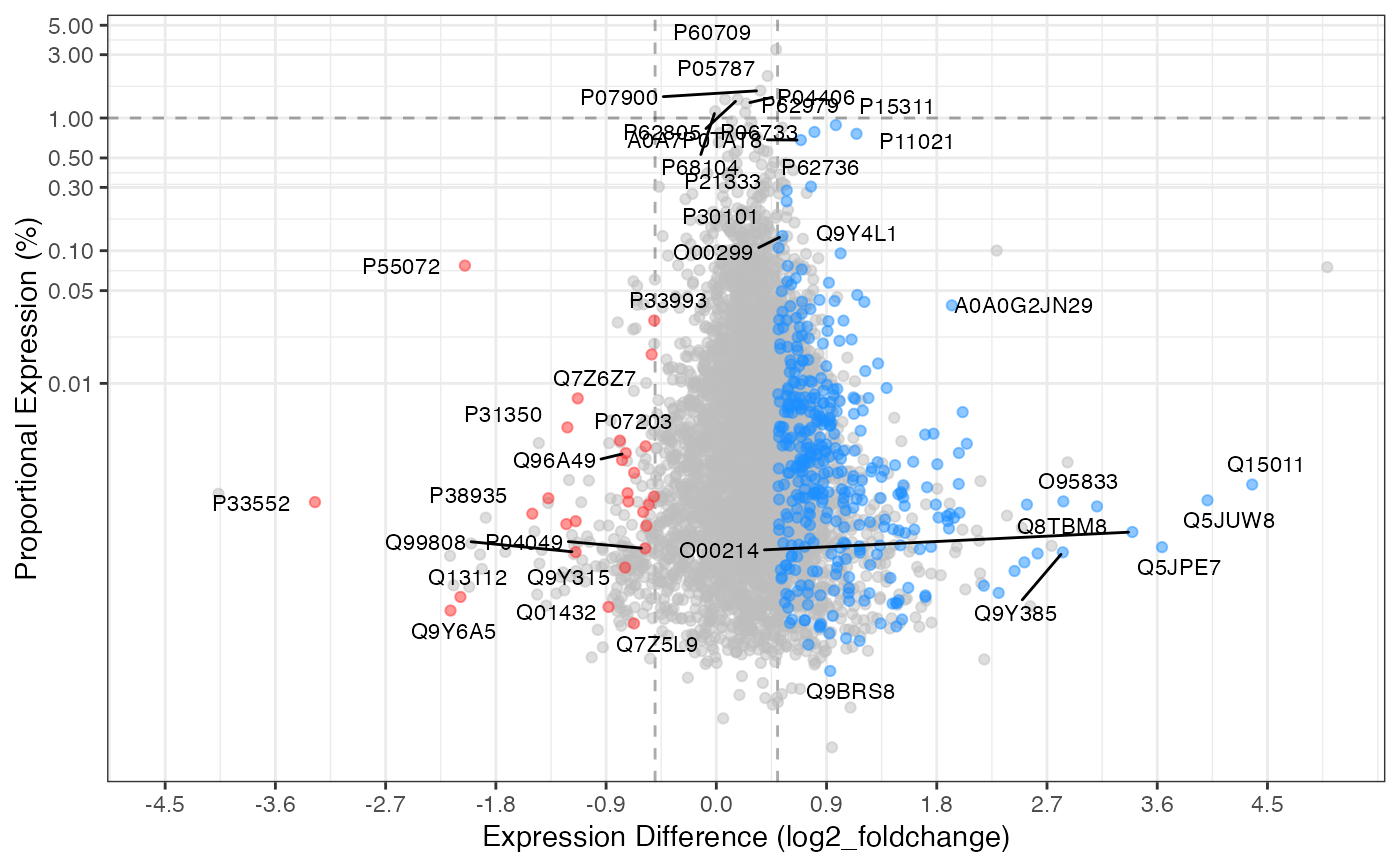 P60709
5.00
3.00
P05787
P07900
P04406
P62979
P15311
1.00
P62805
P06733
A0A7P0TA18
P11021
0.50
P68104
P62736
P21333
0.30
P30101
Q9Y4L1
O00299
0.10
P55072
0.05
P33993
A0A0G2JN29
Q7Z6Z7
0.01
P31350
P07203
Q96A49
Q15011
O95833
P38935
P33552
Q5JUW8
Q8TBM8
Q99808
P04049
O00214
Q5JPE7
Q13112
Q9Y315
Q01432
Q9Y385
Q9Y6A5
Q7Z5L9
Q9BRS8
Proportional Expression (%)
-4.5 -3.6 -2.7 -1.8 -0.9 0.0 0.9 1.8 2.7 3.6 4.5
Expression Difference (log2_foldchange)